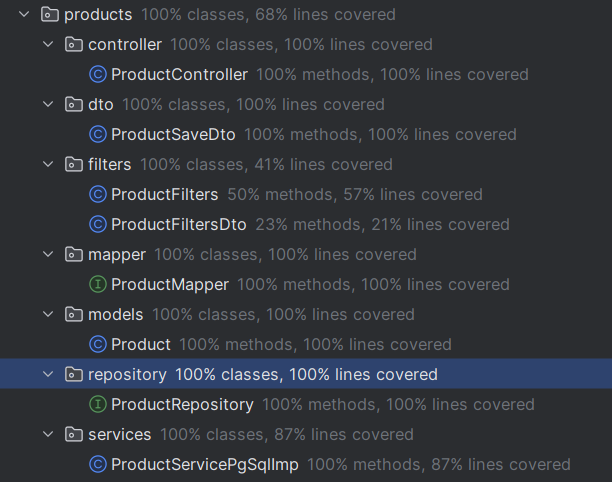 products 100% classes, 68% lines covered
controller 100% classes, 100% lines covered
ProductController 100% methods, 100% lines covered
dto 100% classes, 100% lines covered
ProductSaveDto 100% methods, 100% lines covered
filters 100% classes, 41% lines covered
ProductFilters 50% methods, 57% lines covered
ProductFiltersDto 23% methods, 21% lines covered
mapper 100% classes, 100% lines covered
ProductMapper 100% methods, 100% lines covered
models 100% classes, 100% lines covered
Product 100% methods, 100% lines covered
repository 100% classes, 100% lines covered
ProductRepository 100% methods, 100% lines covered
services 100% classes, 87% lines covered
ProductServicePgSqlImp 100% methods, 87% lines covered